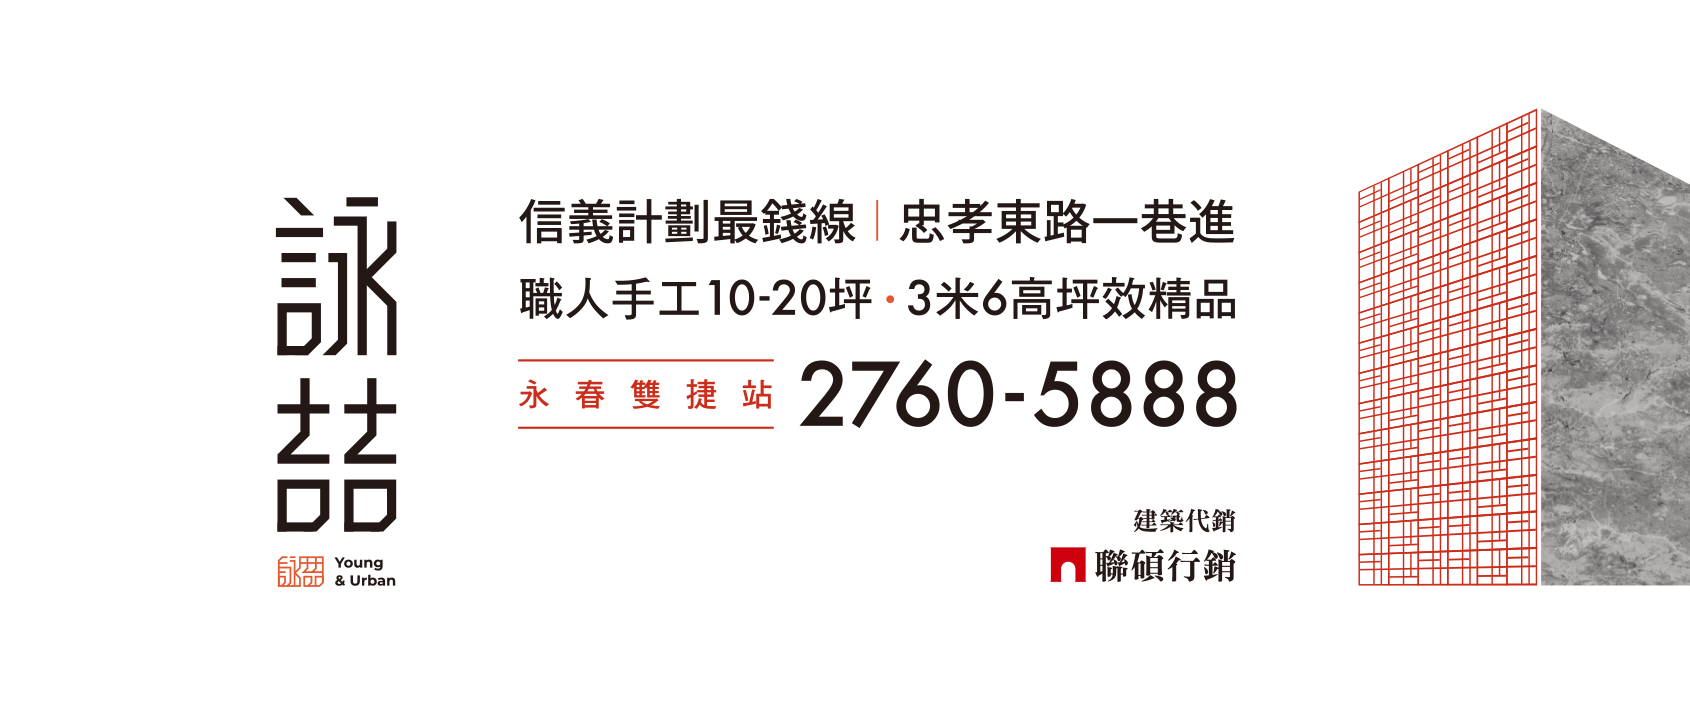 詠喆
Young
& Urban
信義計劃最錢線｜忠孝東路一巷進
職人手工10-20坪·3米6高坪效精品
永春雙捷站 2760-5888
建築代銷
聯碩行銷